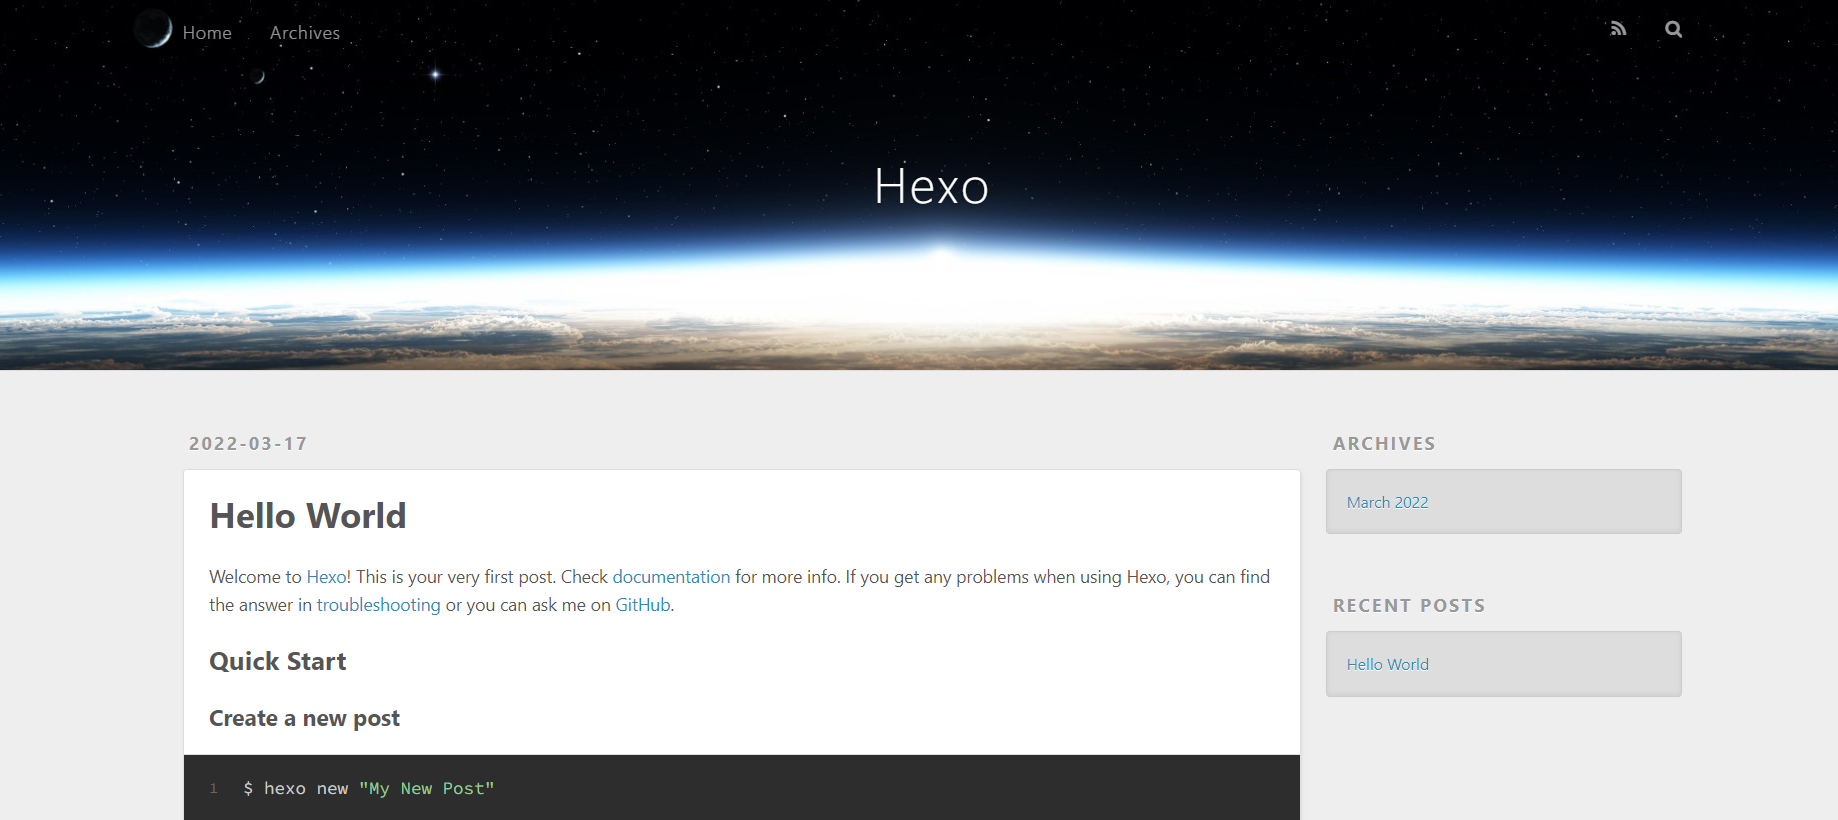 Home Archives
Hexo
2022-03-17
Hello World
Welcome to Hexo! This is your very first post. Check documentation for more info. If you get any problems when using Hexo, you can find
the answer in troubleshooting or you can ask me on GitHub.
Quick Start
Create a new post
1 $ hexo new "My New Post"
ARCHIVES
March 2022
RECENT POSTS
Hello World